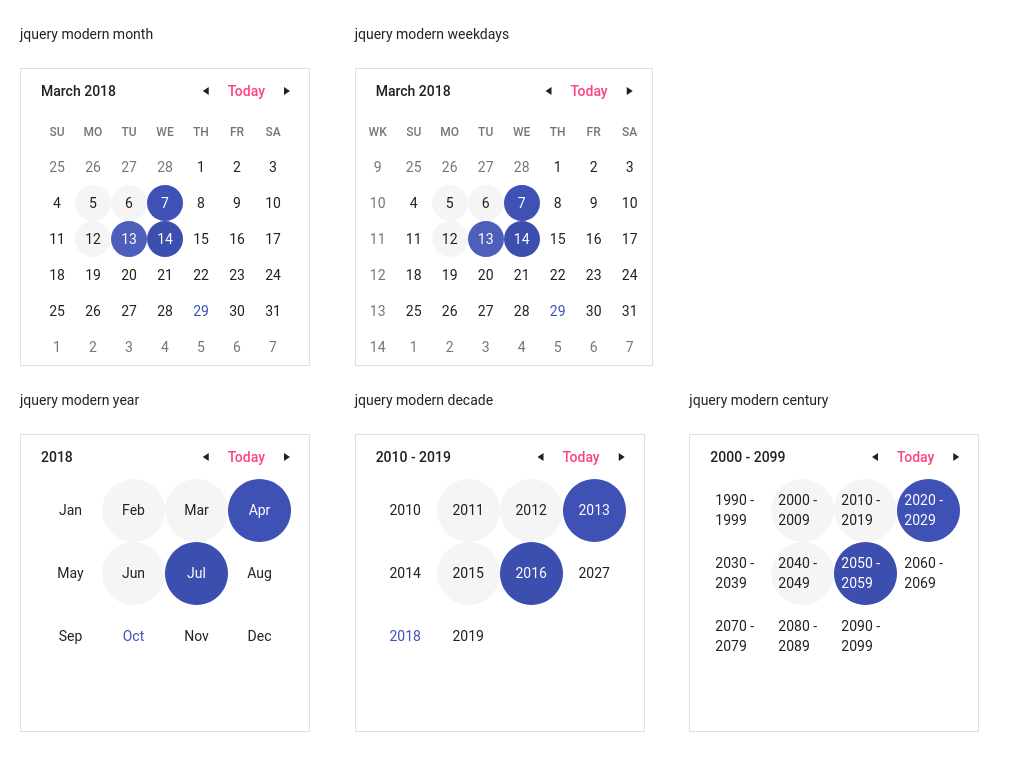 jquery modern month
March 2018 ◀ Today ▶
SU MO TU WE TH FR SA
25 26 27 28 1 2 3
4 5 6 7 8 9 10
11 12 13 14 15 16 17
18 19 20 21 22 23 24
25 26 27 28 29 30 31
1 2 3 4 5 6 7
jquery modern weekdays
March 2018 ◀ Today ▶
WK SU MO TU WE TH FR SA
9 25 26 27 28 1 2 3
10 4 5 6 7 8 9 10
11 11 12 13 14 15 16 17
12 18 19 20 21 22 23 24
13 25 26 27 28 29 30 31
14 1 2 3 4 5 6 7
jquery modern year
2018 ◀ Today ▶
Jan Feb Mar Apr
May Jun Jul Aug
Sep Oct Nov Dec
jquery modern decade
2010 - 2019 ◀ Today ▶
2010 2011 2012 2013
2014 2015 2016 2027
2018 2019
jquery modern century
2000 - 2099 ◀ Today ▶
1990 - 2000 - 2010 - 2020 -
1999 2009 2019 2029
2030 - 2040 - 2050 - 2060 -
2039 2049 2059 2069
2070 - 2080 - 2090 -
2079 2089 2099